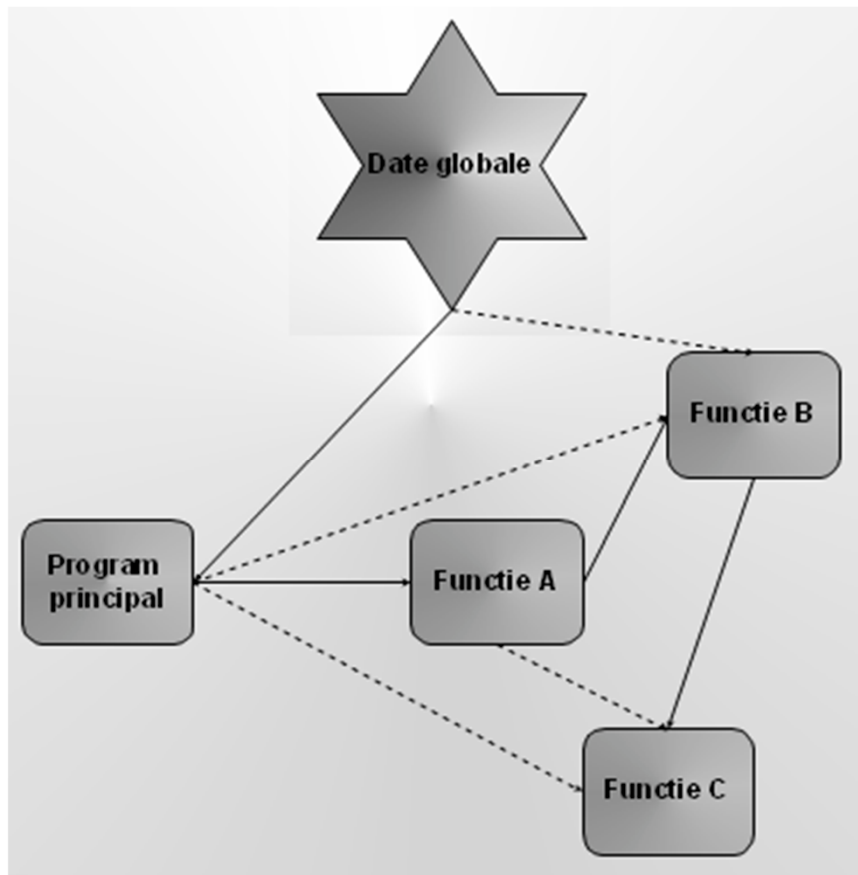 Date globale
Functie B
Program
principal
Functie A
Functie C